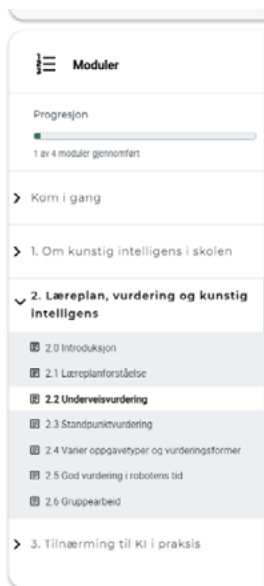 Moduler
Progresjon
1 av 4 moduler gjennomført
Kom i gang
1. Om kunstig intelligens i skolen
2. Læreplan, vurdering og kunstig
intelligens
2.0 Introduksjon
2.1 Læreplanforståelse
2.2 Underveisvurdering
2.3 Standpunktvurdering
2.4 Varier oppgavetyper og vurderingsformer
2.5 God vurdering i robotens tid
2.6 Gruppearbeid
3. Tilnærming til KI i praksis